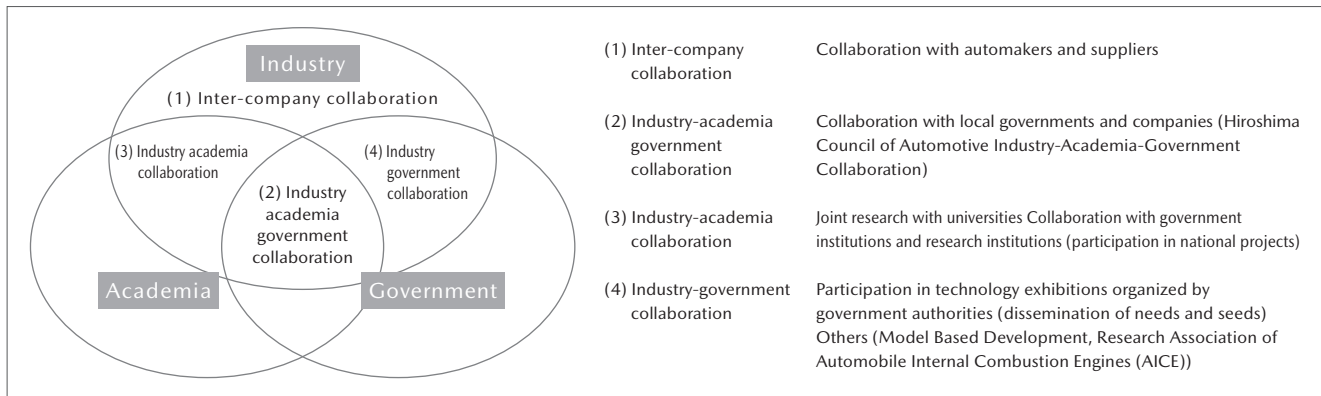 Industry
(1) Inter-company collaboration
(3) Industry academia
collaboration
(4) Industry
government
collaboration
(2) Industry
academia
government
collaboration
Academia
Government
(1) Inter-company
collaboration
Collaboration with automakers and suppliers
(2) Industry-academia
government
collaboration
Collaboration with local governments and companies (Hiroshima
Council of Automotive Industry-Academia-Government
Collaboration)
(3) Industry-academia
collaboration
Joint research with universities Collaboration with government
institutions and research institutions (participation in national projects)
(4) Industry-government
collaboration
Participation in technology exhibitions organized by
government authorities (dissemination of needs and seeds)
Others (Model Based Development, Research Association of
Automobile Internal Combustion Engines (AICE))